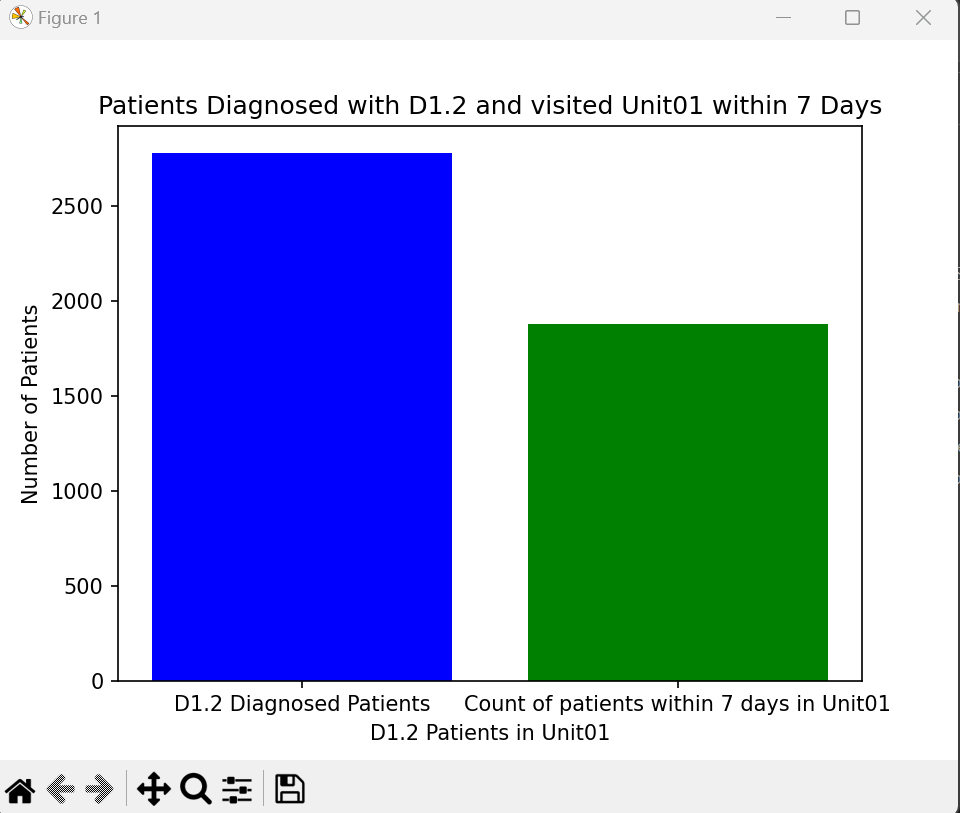 Figure 1
Patients Diagnosed with D1.2 and visited Unit01 within 7 Days
Number of Patients
2500
2000
1500
1000
500
0
D1.2 Diagnosed Patients
Count of patients within 7 days in Unit01
D1.2 Patients in Unit01